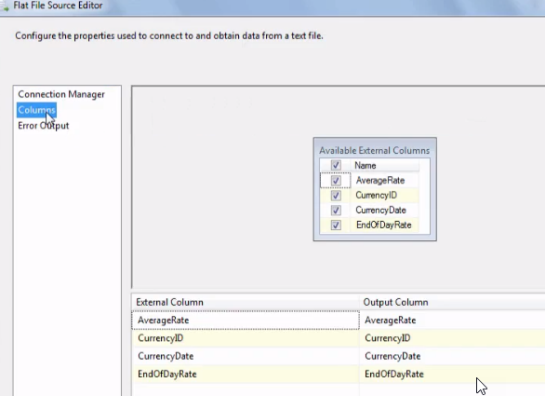 Flat File Source Editor
Configure the properties used to connect to and obtain data from a text file.
Connection Manager
Columns
Error Output
Available External Columns
Name
AverageRate
CurrencyID
CurrencyDate
EndOfDayRate
External Column Output Column
AverageRate AverageRate
CurrencyID CurrencyID
CurrencyDate CurrencyDate
EndOfDayRate EndOfDayRate